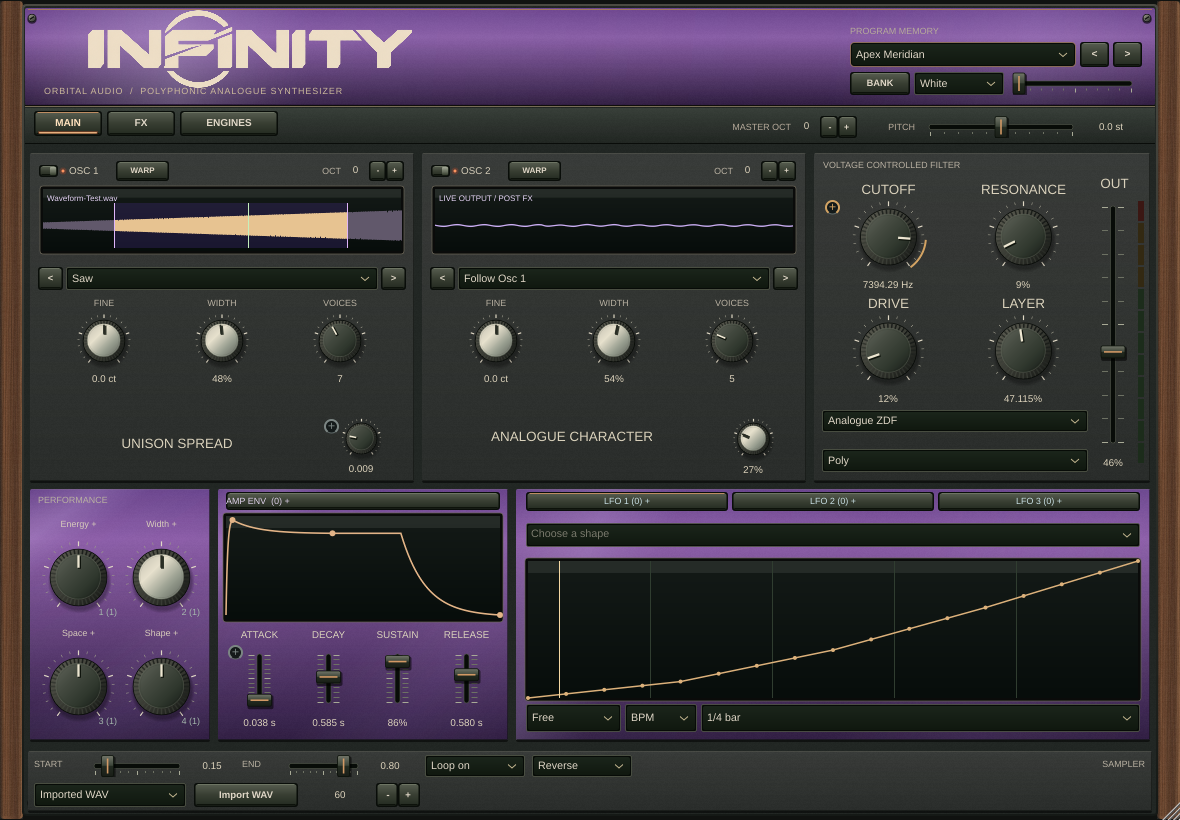 INFINITY
ORBITAL AUDIO / POLYPHONIC ANALOGUE SYNTHESIZER
PROGRAM MEMORY
Apex Meridian
< >
BANK White
MAIN FX ENGINES
MASTER OCT 0 - + PITCH 0.0 st
OSC 1 WARP OCT 0 - +
Waveform-Test.wav
< Saw >
FINE WIDTH VOICES
0.0 ct 48% 7
UNISON SPREAD
+
0.009
OSC 2 WARP OCT 0 - +
LIVE OUTPUT / POST FX
< Follow Osc 1 >
FINE WIDTH VOICES
0.0 ct 54% 5
ANALOGUE CHARACTER
27%
VOLTAGE CONTROLLED FILTER
CUTOFF RESONANCE OUT
+
7394.29 Hz 9%
DRIVE LAYER
12% 47.115%
Analogue ZDF
Poly
46%
PERFORMANCE
Energy + Width +
1 (1) 2 (1)
Space + Shape +
3 (1) 4 (1)
AMP ENV (0) +
ATTACK DECAY SUSTAIN RELEASE
+
0.038 s 0.585 s 86% 0.580 s
LFO 1 (0) + LFO 2 (0) + LFO 3 (0) +
Choose a shape
Free BPM 1/4 bar
START 0.15 END 0.80 Loop on Reverse SAMPLER
Imported WAV Import WAV 60 - +